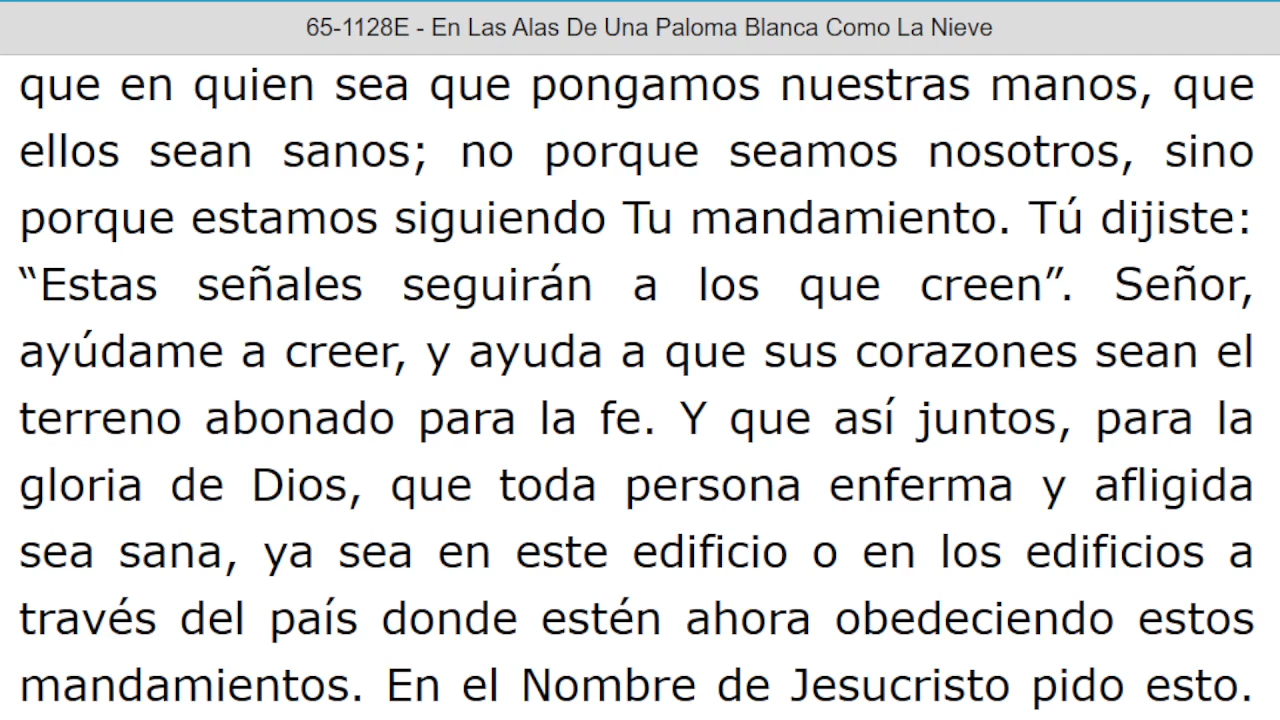 65-1128E - En Las Alas De Una Paloma Blanca Como La Nieve
que en quien sea que pongamos nuestras manos, que
ellos sean sanos; no porque seamos nosotros, sino
porque estamos siguiendo Tu mandamiento. Tú dijiste:
“Estas señales seguirán a los que creen”. Señor,
ayúdame a creer, y ayuda a que sus corazones sean el
terreno abonado para la fe. Y que así juntos, para la
gloria de Dios, que toda persona enferma y afligida
sea sana, ya sea en este edificio o en los edificios a
través del país donde estén ahora obedeciendo estos
mandamientos. En el Nombre de Jesucristo pido esto.